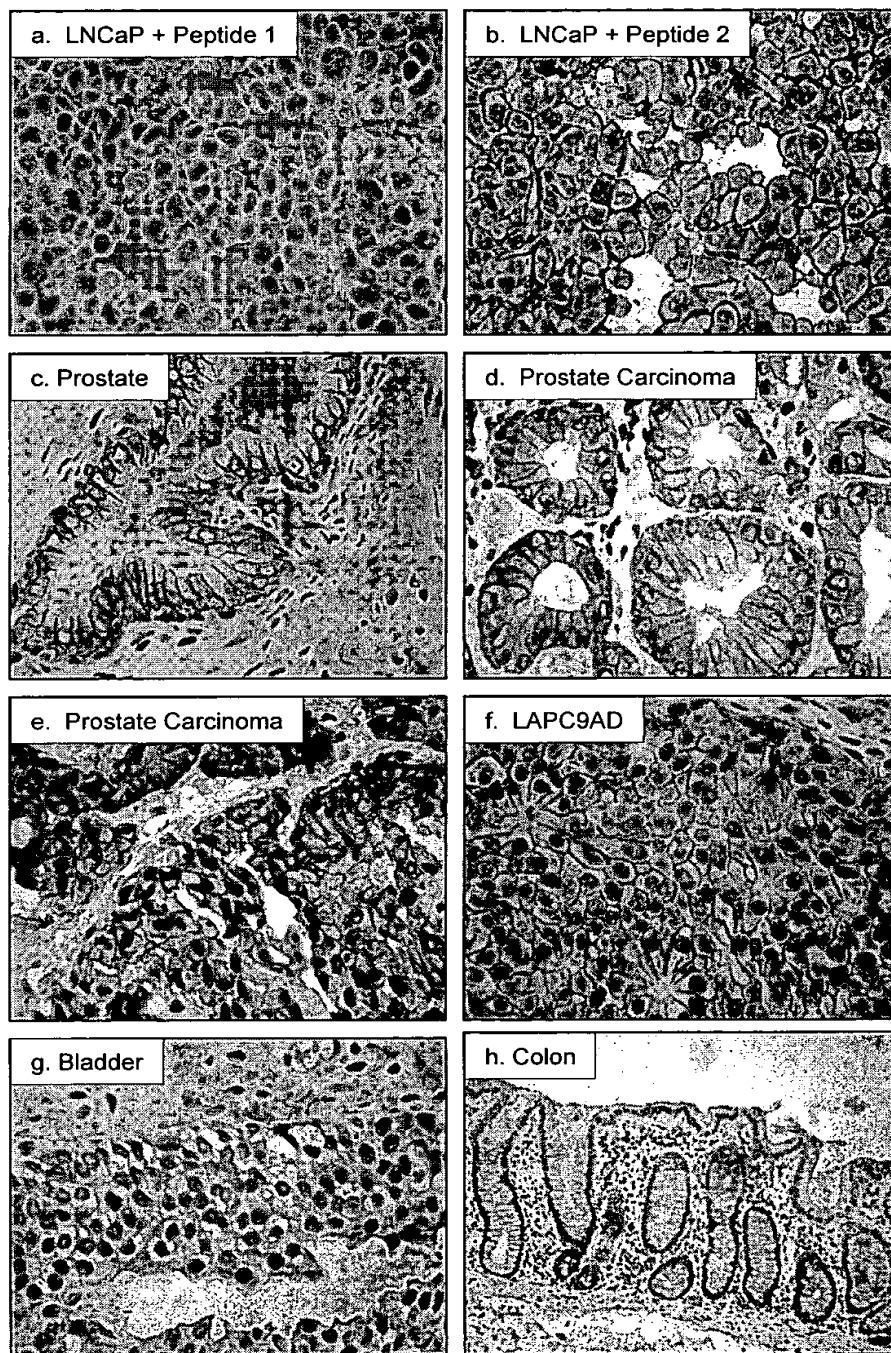 a. LNCaP + Peptide 1
b. LNCaP + Peptide 2
c. Prostate
d. Prostate Carcinoma
e. Prostate Carcinoma
f. LAPC9AD
g. Bladder
h. Colon